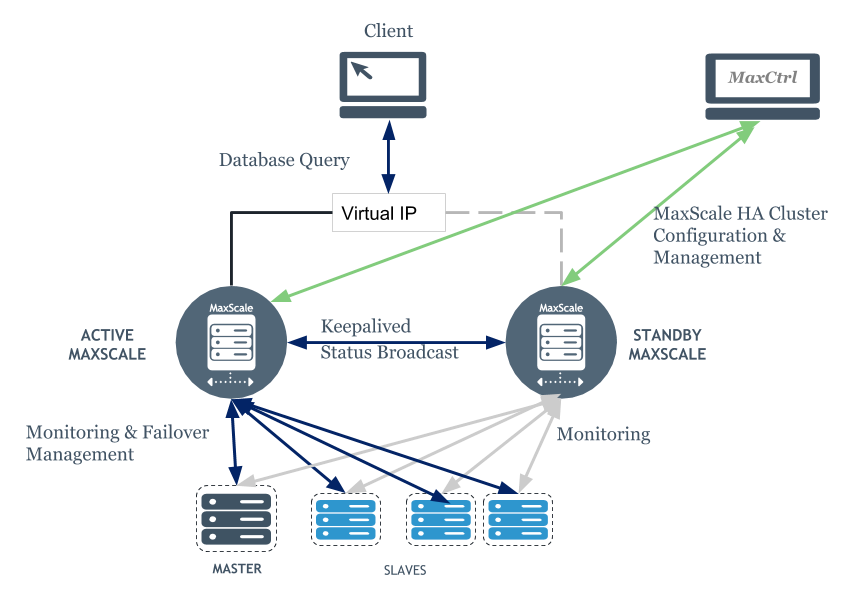 Client
MaxCtrl
Database Query
Virtual IP
MaxScale HA Cluster
Configuration &
Management
MaxScale
MaxScale
ACTIVE
MAXSCALE
Keepalived
Status Broadcast
STANDBY
MAXSCALE
Monitoring & Failover
Management
Monitoring
MASTER
SLAVES